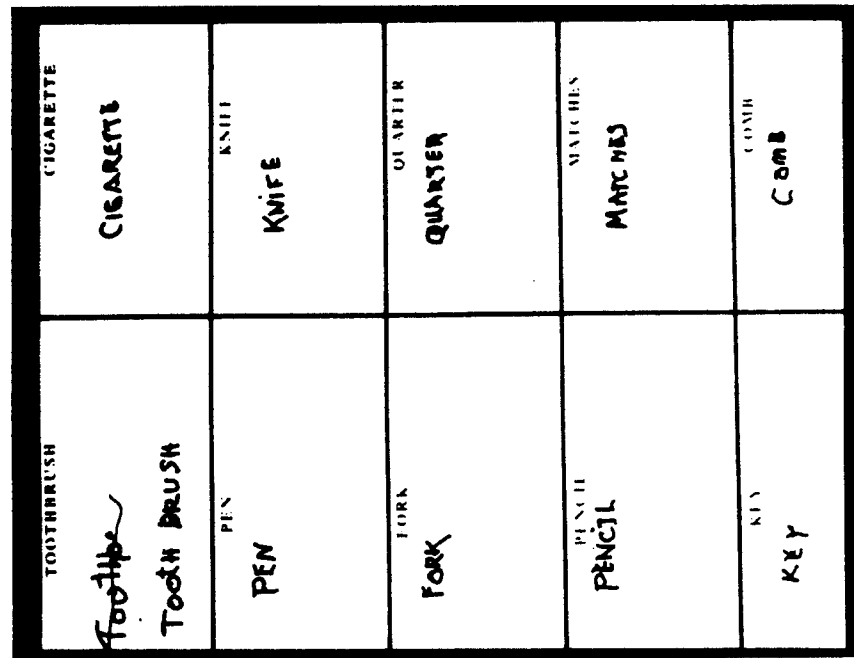 TOOTHBRUSH
TOOTH BRUSH
CIGARETTE
CIGARETTE
PEN
PEN
KNIFE
KNIFE
FORK
FORK
QUARTER
QUARTER
PENCIL
PENCIL
MATCHES
MATCHES
KEY
KEY
COMB
COMB